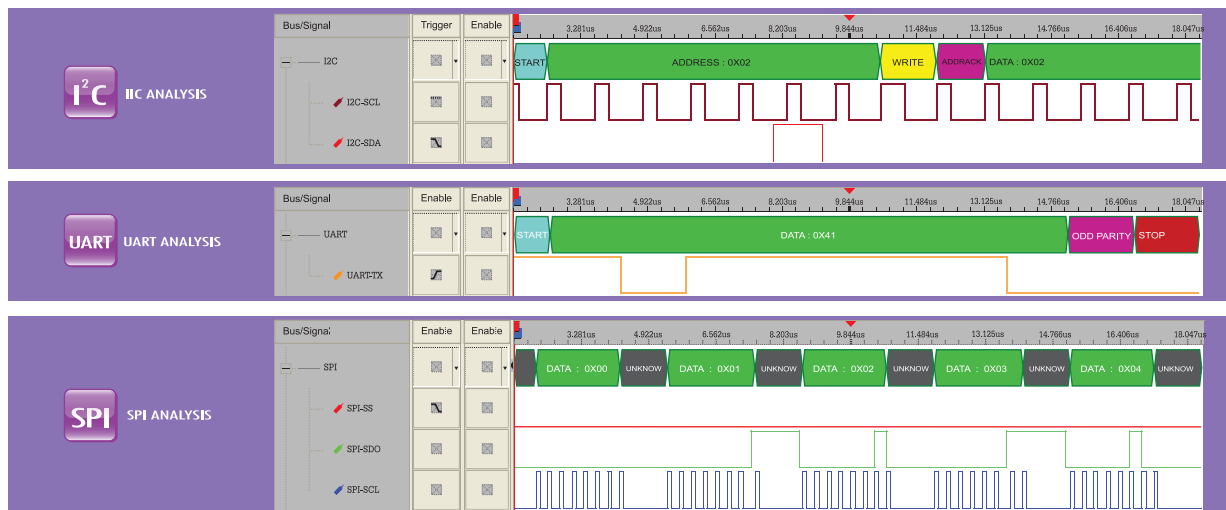 Bus/Signal Trigger Enable 3.281us 4.922us 6.562us 8.203us 9.844us 11.484us 13.125us 14.766us 16.406us 18.047us
I2C START ADDRESS : 0X02 WRITE ADDRACK DATA : 0X02
I²C IIC ANALYSIS
I2C-SCL
I2C-SDA
Bus/Signal Enable Enable 3.281us 4.922us 6.562us 8.203us 9.844us 11.484us 13.125us 14.766us 16.406us 18.047us
UART START DATA : 0X41 ODD PARITY STOP
UART UART ANALYSIS
UART-TX
Bus/Signal Enable Enable 3.281us 4.922us 6.562us 8.203us 9.844us 11.484us 13.125us 14.766us 16.406us 18.047us
SPI DATA : 0X00 UNKNOW DATA : 0X01 UNKNOW DATA : 0X02 UNKNOW DATA : 0X03 UNKNOW DATA : 0X04 UNKNOW
SPI SPI ANALYSIS
SPI-SS
SPI-SDO
SPI-SCL